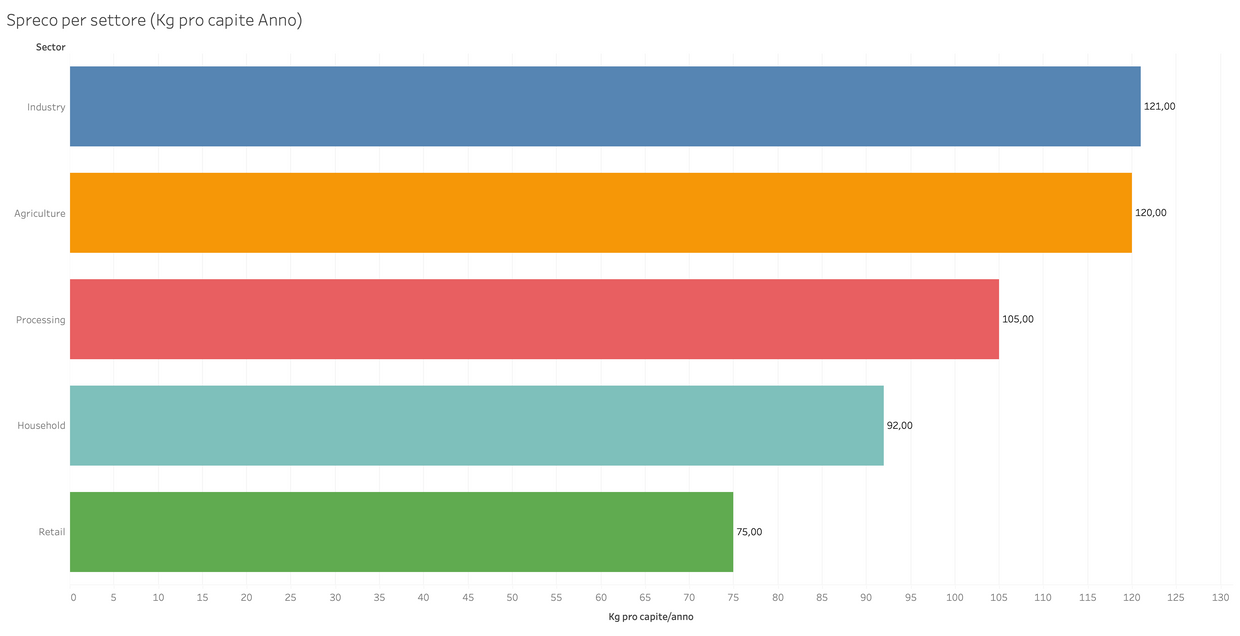 Spreco per settore (Kg pro capite Anno)
Sector
Industry
121,00
Agriculture
120,00
Processing
105,00
Household
92,00
Retail
75,00
0 5 10 15 20 25 30 35 40 45 50 55 60 65 70 75 80 85 90 95 100 105 110 115 120 125 130
Kg pro capite/anno